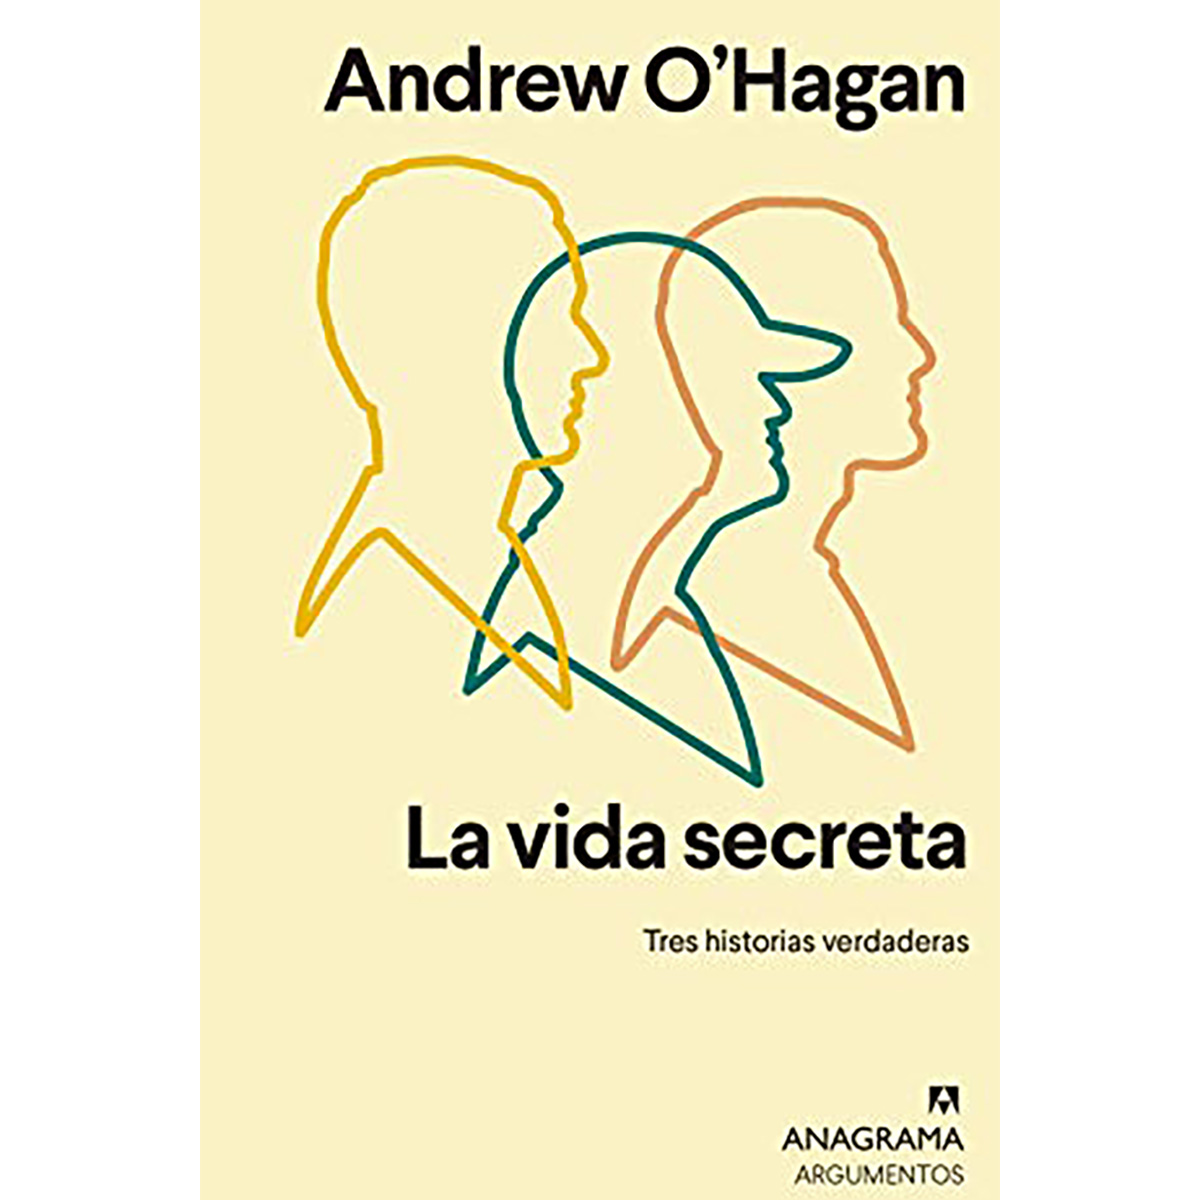 Andrew O’Hagan
La vida secreta
Tres historias verdaderas
ANAGRAMA
ARGUMENTOS